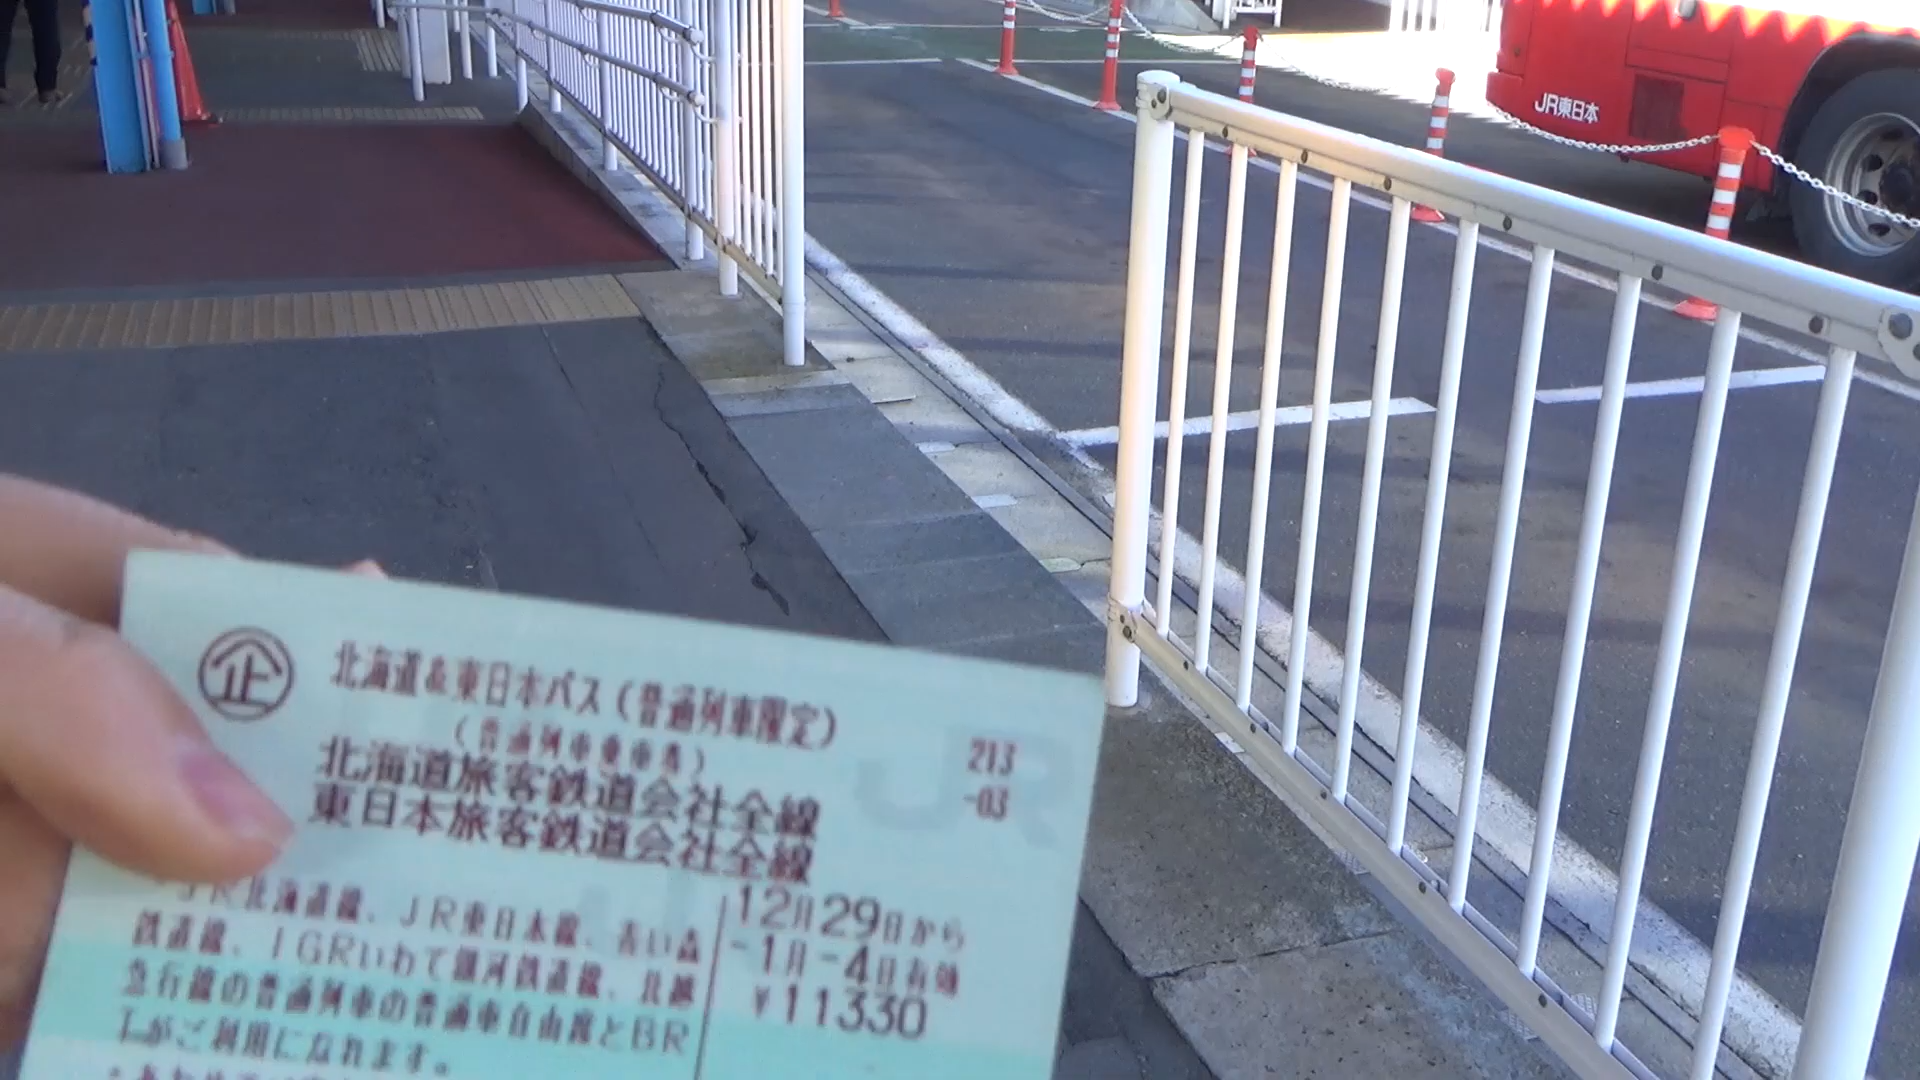 JR東日本
企
北海道&東日本パス(普通列車限定)
(普通列車乗車券)
213
-03
北海道旅客鉄道会社全線
東日本旅客鉄道会社全線
・JR北海道線、JR東日本線、青い森
鉄道線、IGRいわて銀河鉄道線、北越
急行線の普通列車の普通車自由席とBR
Tがご利用になれます。
12月29日から
-1月-4日有効
¥11330